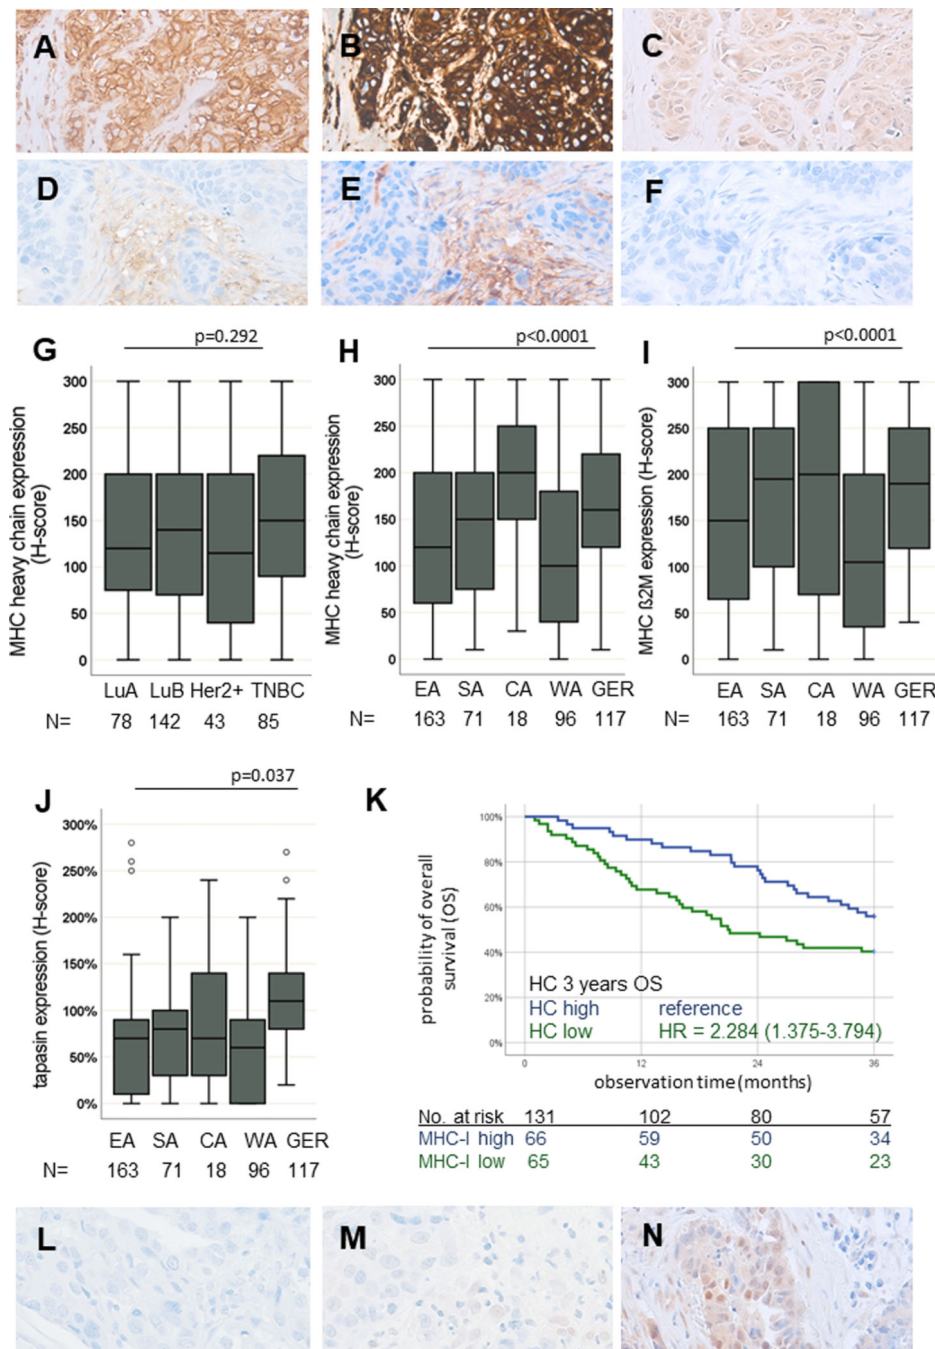 A B C
D E F
G p=0.292 H p<0.0001 I p<0.0001
MHC heavy chain expression
(H-score)
300
250
200
150
100
50
0
LuA LuB Her2+ TNBC
N= 78 142 43 85
MHC heavy chain expression
(H-score)
300
250
200
150
100
50
0
EA SA CA WA GER
N= 163 71 18 96 117
MHC ß2M expression (H-score)
300
250
200
150
100
50
0
EA SA CA WA GER
N= 163 71 18 96 117
J p=0.037
tapasin expression (H-score)
300%
250%
200%
150%
100%
50%
0%
EA SA CA WA GER
N= 163 71 18 96 117
K
probability of overall
survival (OS)
100%
80%
60%
40%
20%
0%
HC 3 years OS
HC high reference
HC low HR = 2.284 (1.375-3.794)
0 12 24 36
observation time (months)
No. at risk 131 102 80 57
MHC-I high 66 59 50 34
MHC-I low 65 43 30 23
L M N